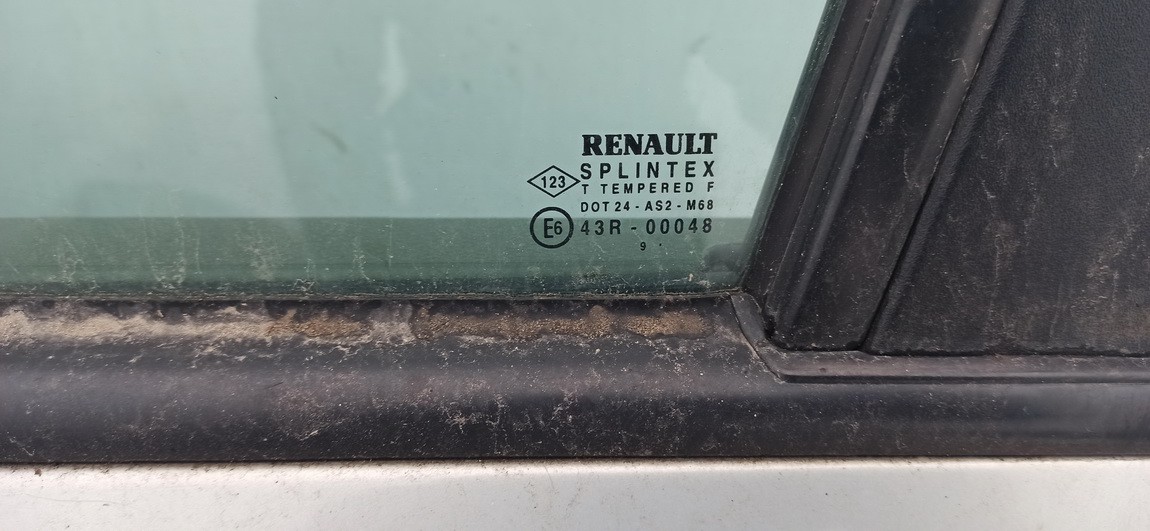 RENAULT
123 SPLINTEX
T TEMPERED F
DOT 24 - AS2 - M68
E6 43R - 00048
9